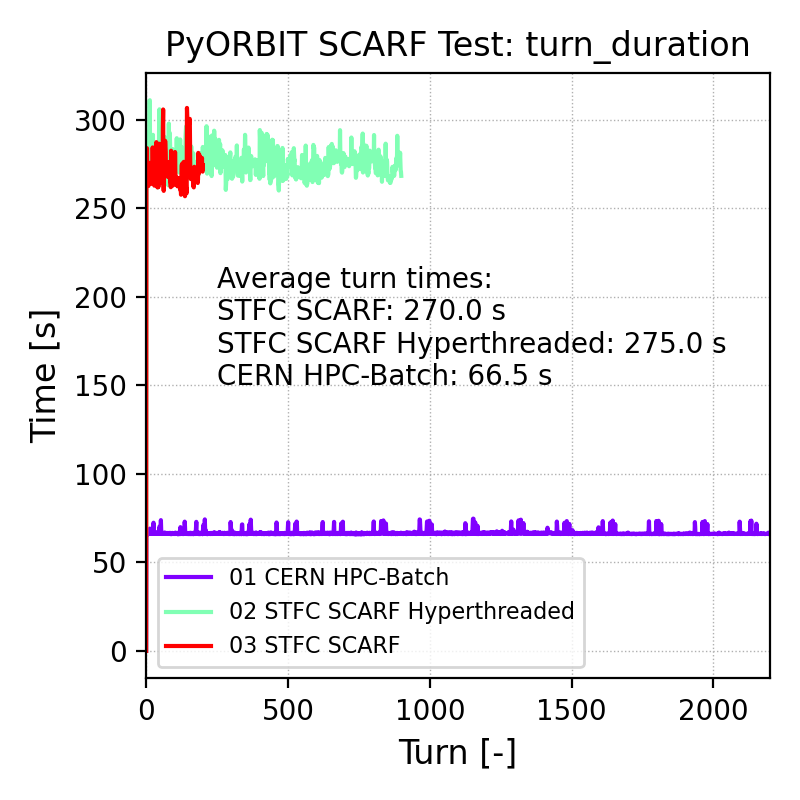 PyORBIT SCARF Test: turn_duration
Time [s]
300
250
200
150
100
50
0
Average turn times:
STFC SCARF: 270.0 s
STFC SCARF Hyperthreaded: 275.0 s
CERN HPC-Batch: 66.5 s
01 CERN HPC-Batch
02 STFC SCARF Hyperthreaded
03 STFC SCARF
0 500 1000 1500 2000
Turn [-]